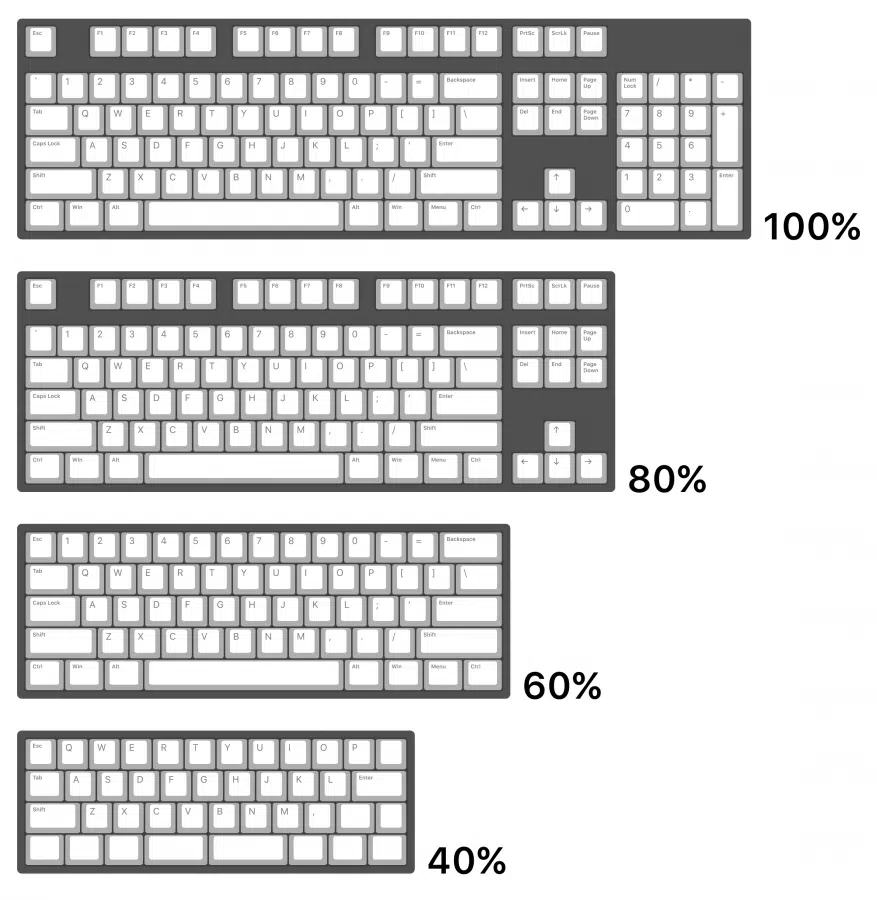 Esc F1 F2 F3 F4 F5 F6 F7 F8 F9 F10 F11 F12 PrtSc ScrLk Pause
` 1 2 3 4 5 6 7 8 9 0 - = Backspace Insert Home Page Up Num Lock / * -
Tab Q W E R T Y U I O P [ ] \ Del End Page Down 7 8 9 +
Caps Lock A S D F G H J K L ; ' Enter 4 5 6
Shift Z X C V B N M , . / Shift ↑ 1 2 3 Enter
Ctrl Win Alt Alt Win Menu Ctrl ← ↓ → 0 .
100%
Esc F1 F2 F3 F4 F5 F6 F7 F8 F9 F10 F11 F12 PrtSc ScrLk Pause
` 1 2 3 4 5 6 7 8 9 0 - = Backspace Insert Home Page Up
Tab Q W E R T Y U I O P [ ] \ Del End Page Down
Caps Lock A S D F G H J K L ; ' Enter
Shift Z X C V B N M , . / Shift ↑
Ctrl Win Alt Alt Win Menu Ctrl ← ↓ →
80%
Esc 1 2 3 4 5 6 7 8 9 0 - = Backspace
Tab Q W E R T Y U I O P [ ] \
Caps Lock A S D F G H J K L ; ' Enter
Shift Z X C V B N M , . / Shift
Ctrl Win Alt Alt Win Menu Ctrl
60%
Esc Q W E R T Y U I O P
Tab A S D F G H J K L Enter
Shift Z X C V B N M ,
40%